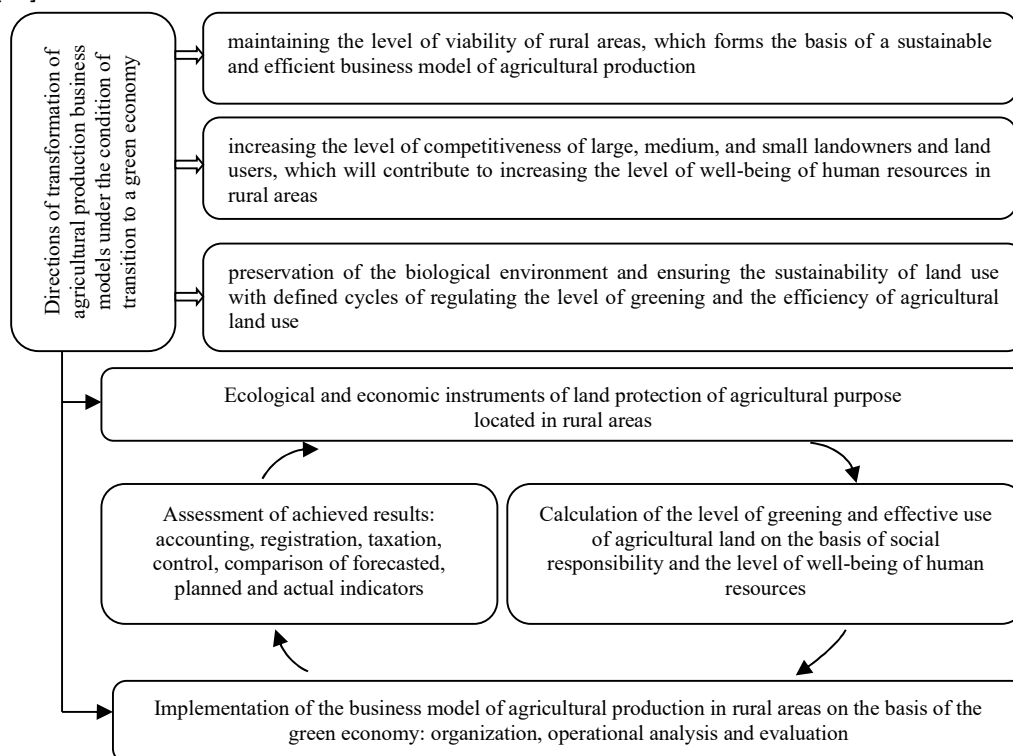 Directions of transformation of
agricultural production business
models under the condition of
transition to a green economy
maintaining the level of viability of rural areas, which forms the basis of a sustainable
and efficient business model of agricultural production
increasing the level of competitiveness of large, medium, and small landowners and land
users, which will contribute to increasing the level of well-being of human resources in
rural areas
preservation of the biological environment and ensuring the sustainability of land use
with defined cycles of regulating the level of greening and the efficiency of agricultural
land use
Ecological and economic instruments of land protection of agricultural purpose
located in rural areas
Assessment of achieved results:
accounting, registration, taxation,
control, comparison of forecasted,
planned and actual indicators
Calculation of the level of greening and effective use
of agricultural land on the basis of social
responsibility and the level of well-being of human
resources
Implementation of the business model of agricultural production in rural areas on the basis of the
green economy: organization, operational analysis and evaluation